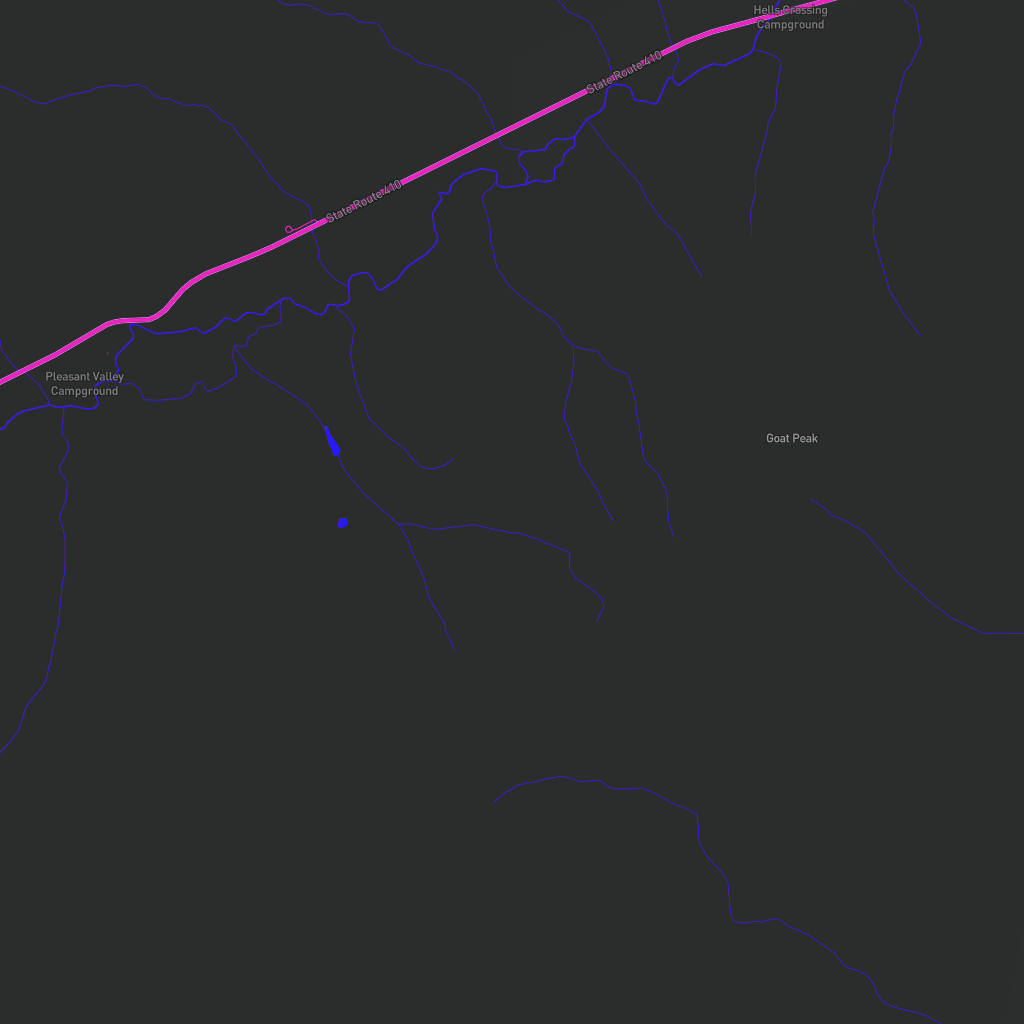 Hells Crossing
Campground
State Route 410
State Route 410
Pleasant Valley
Campground
Goat Peak